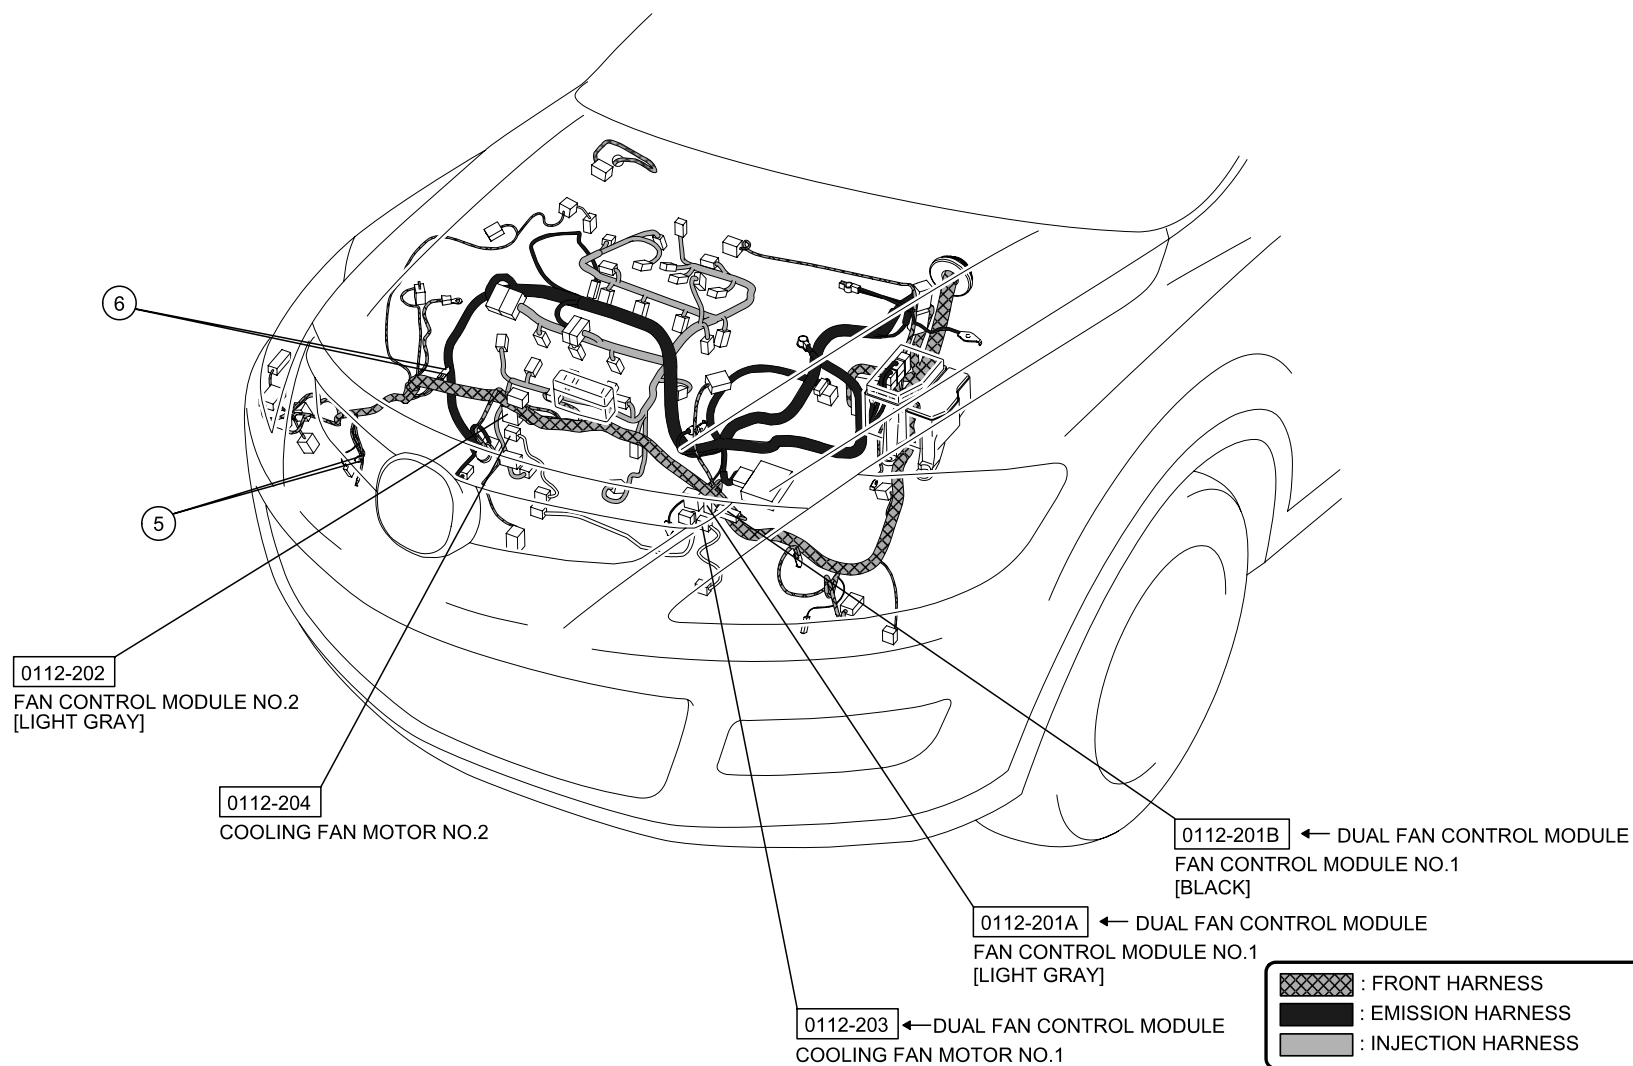 6
5
0112-202
FAN CONTROL MODULE NO.2
[LIGHT GRAY]
0112-204
COOLING FAN MOTOR NO.2
0112-201B ← DUAL FAN CONTROL MODULE
FAN CONTROL MODULE NO.1
[BLACK]
0112-201A ← DUAL FAN CONTROL MODULE
FAN CONTROL MODULE NO.1
[LIGHT GRAY]
0112-203 ← DUAL FAN CONTROL MODULE
COOLING FAN MOTOR NO.1
: FRONT HARNESS
: EMISSION HARNESS
: INJECTION HARNESS